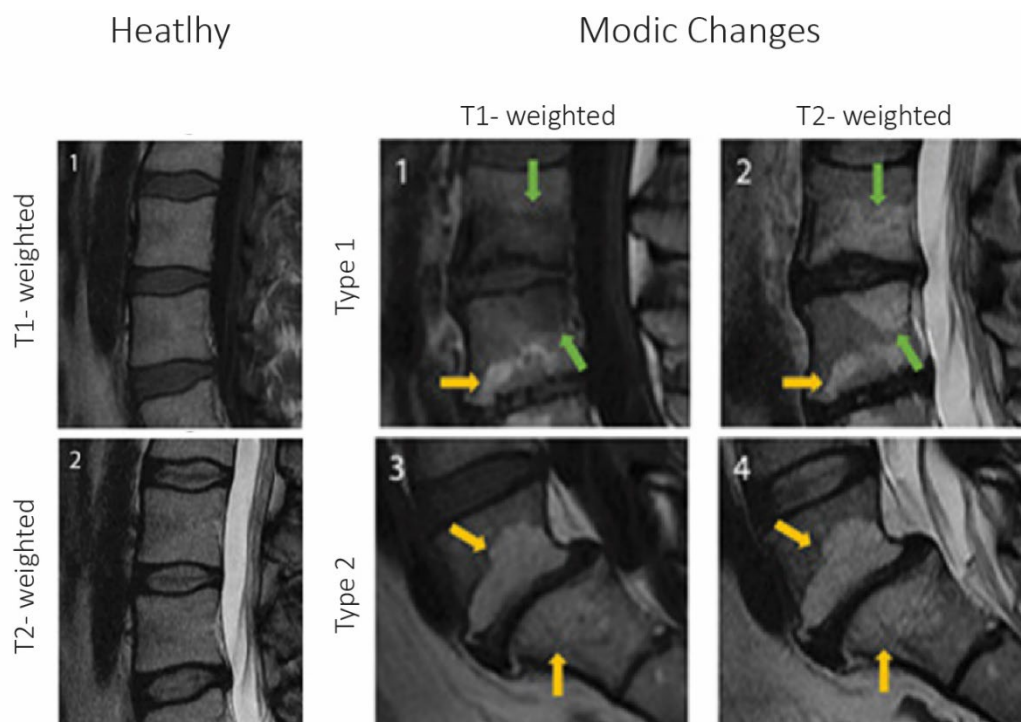 Heatlhy
Modic Changes
T1- weighted
T2- weighted
T1- weighted
1
Type 1
1
2
T2- weighted
2
Type 2
3
4